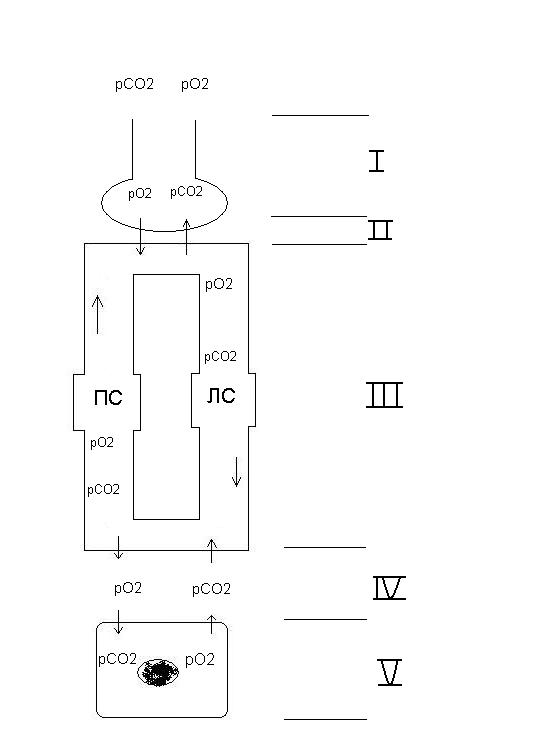 pCO2 pO2
I
pO2 pCO2
II
pO2
pCO2
ПС ЛС III
pO2
pCO2
pO2 pCO2 IV
pCO2 pO2 V